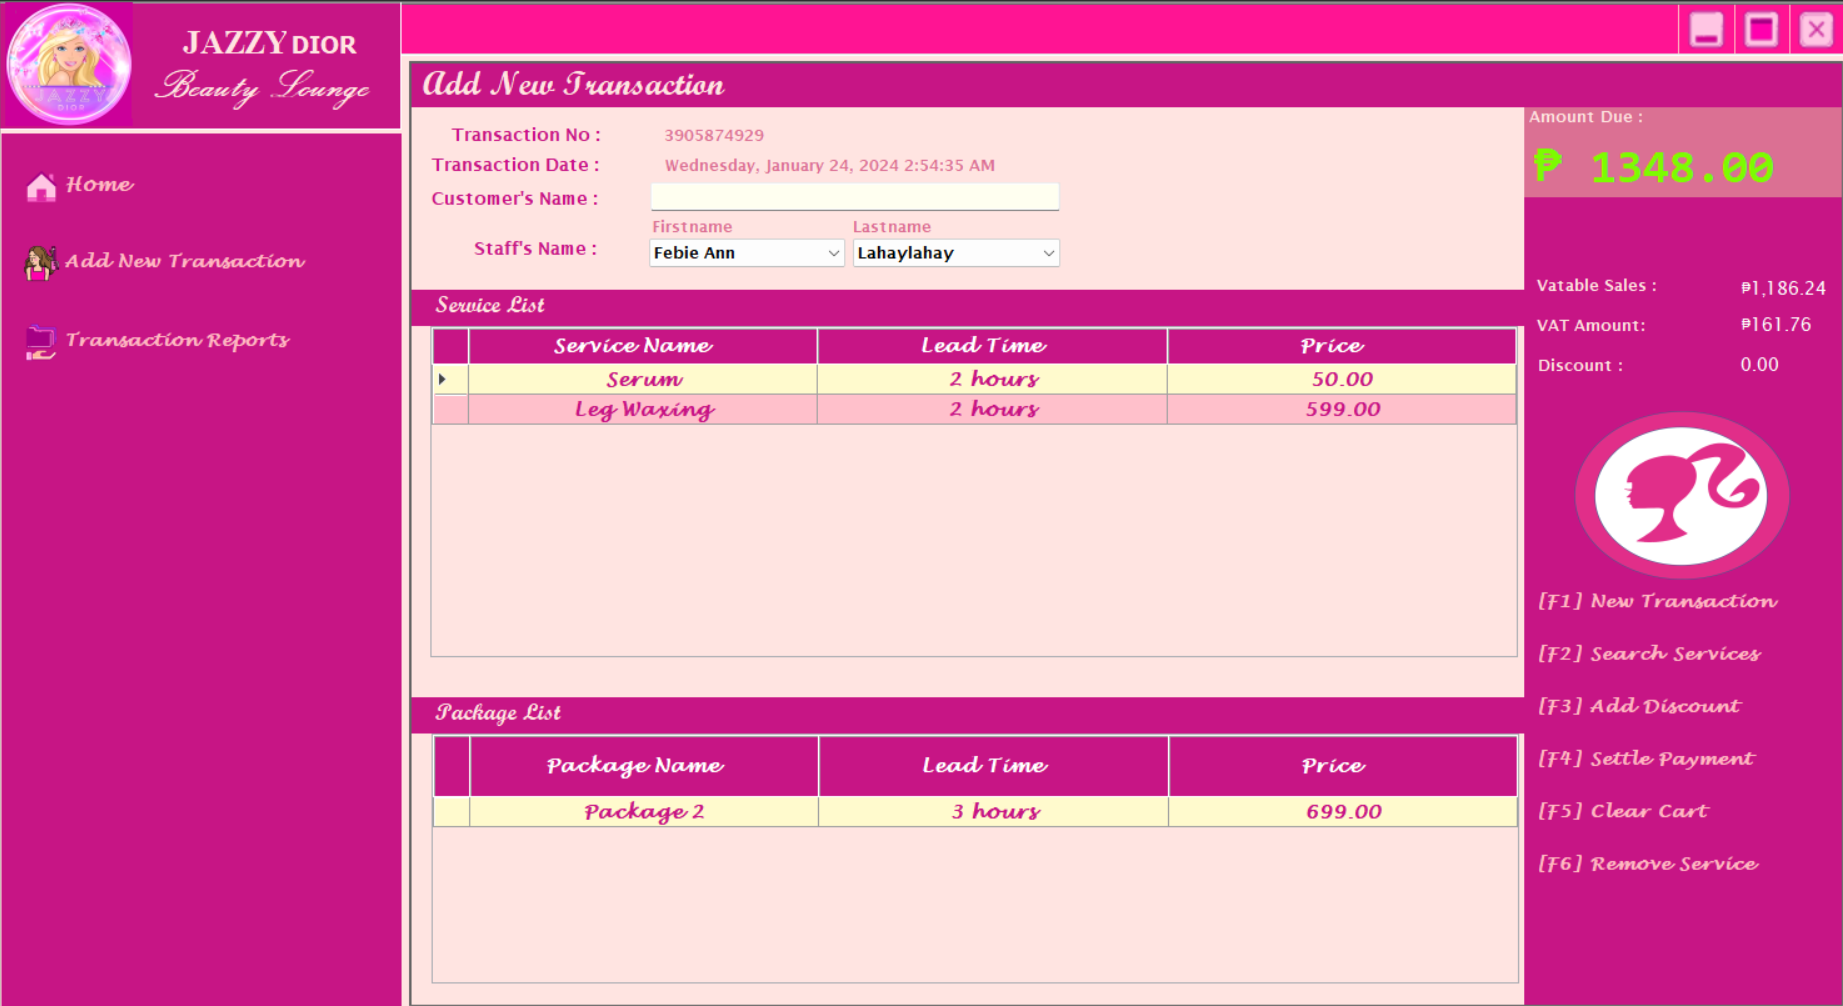 JAZZY DIOR
Beauty Lounge
JAZZY
DIOR
Home
Add New Transaction
Transaction Reports
Add New Transaction
Transaction No :
3905874929
Transaction Date :
Wednesday, January 24, 2024 2:54:35 AM
Customer's Name :
Firstname Lastname
Staff's Name :
Febie Ann Lahaylahay
Service List
Service Name Lead Time Price
Serum 2 hours 50.00
Leg Waxing 2 hours 599.00
Package List
Package Name Lead Time Price
Package 2 3 hours 699.00
Amount Due :
₱ 1348.00
Vatable Sales : ₱1,186.24
VAT Amount: ₱161.76
Discount : 0.00
[F1] New Transaction
[F2] Search Services
[F3] Add Discount
[F4] Settle Payment
[F5] Clear Cart
[F6] Remove Service